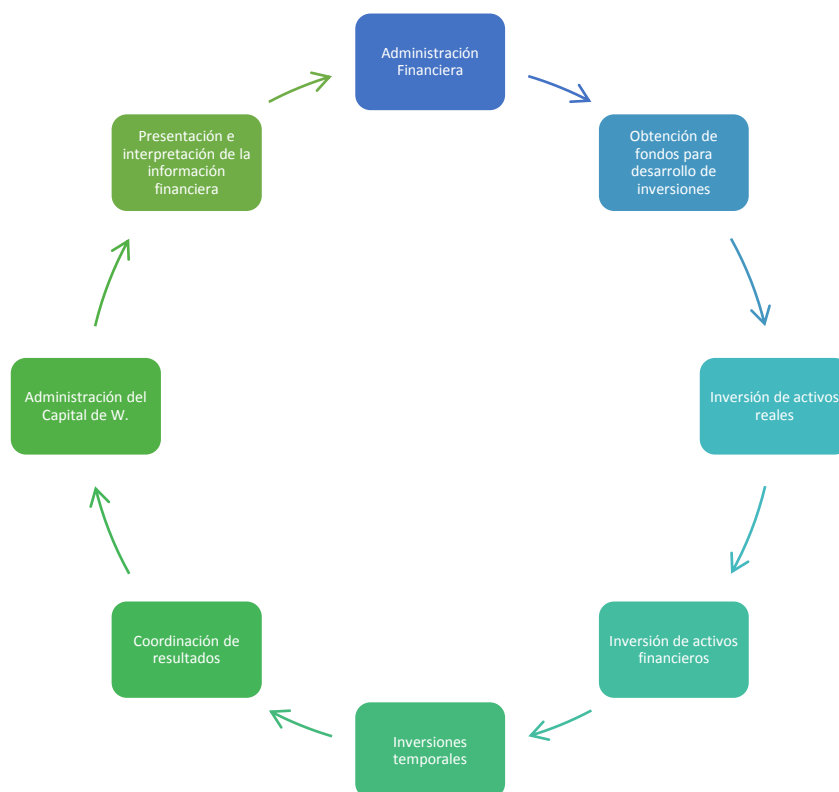 Administración
Financiera
Obtención de
fondos para
desarrollo de
inversiones
Inversión de activos
reales
Inversión de activos
financieros
Inversiones
temporales
Coordinación de
resultados
Administración del
Capital de W.
Presentación e
interpretación de la
información
financiera